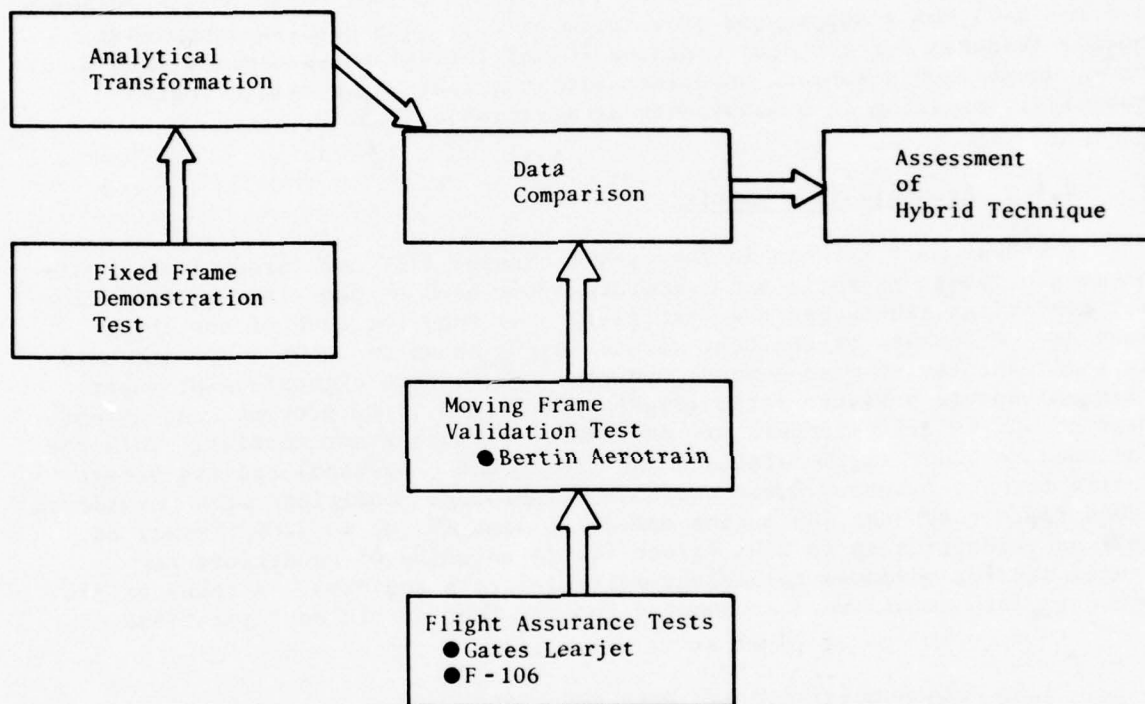 Analytical
Transformation
Data
Comparison
Assessment
of
Hybrid Technique
Fixed Frame
Demonstration
Test
Moving Frame
Validation Test
● Bertin Aerotrain
Flight Assurance Tests
● Gates Learjet
● F-106